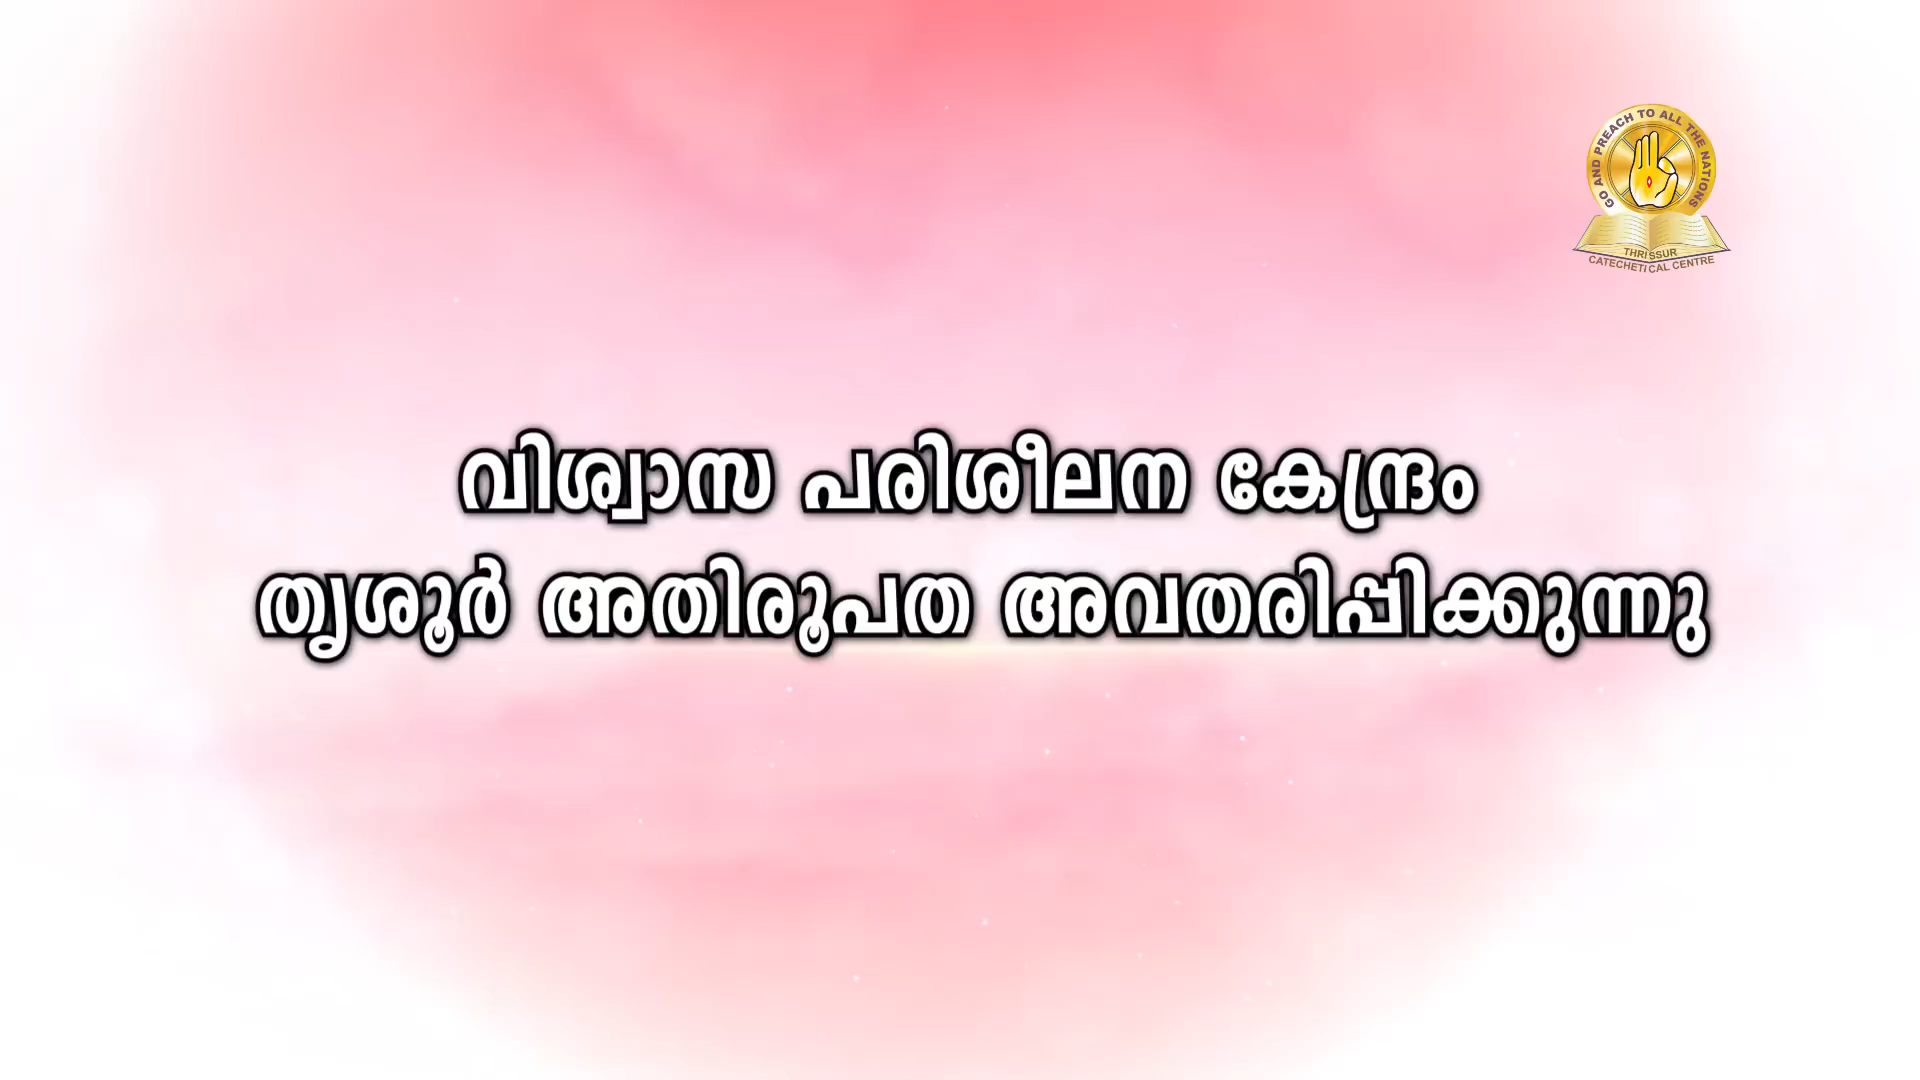 GO AND PREACH TO ALL THE NATIONS
THRISSUR
CATECHETICAL CENTRE
വിശ്വാസ പരിശീലന കേന്ദ്രം
തൃശൂർ അതിരൂപത അവതരിപ്പിക്കുന്നു